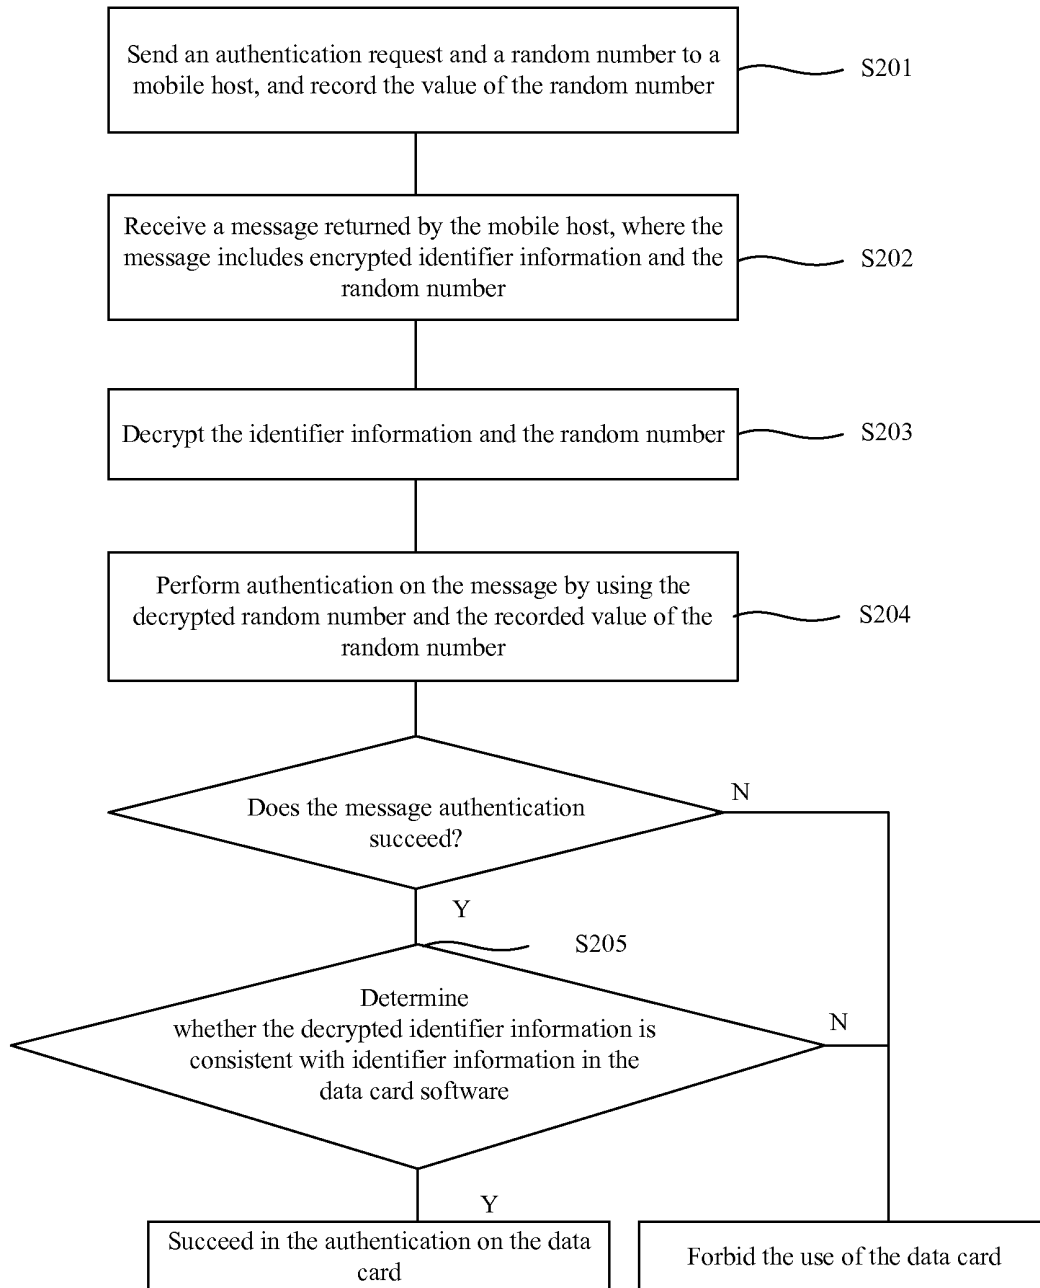 Send an authentication request and a random number to a
mobile host, and record the value of the random number
S201
Receive a message returned by the mobile host, where the
message includes encrypted identifier information and the
random number
S202
Decrypt the identifier information and the random number
S203
Perform authentication on the message by using the
decrypted random number and the recorded value of the
random number
S204
Does the message authentication
succeed?
N
Y
S205
Determine
whether the decrypted identifier information is
consistent with identifier information in the
data card software
N
Y
Succeed in the authentication on the data
card
Forbid the use of the data card